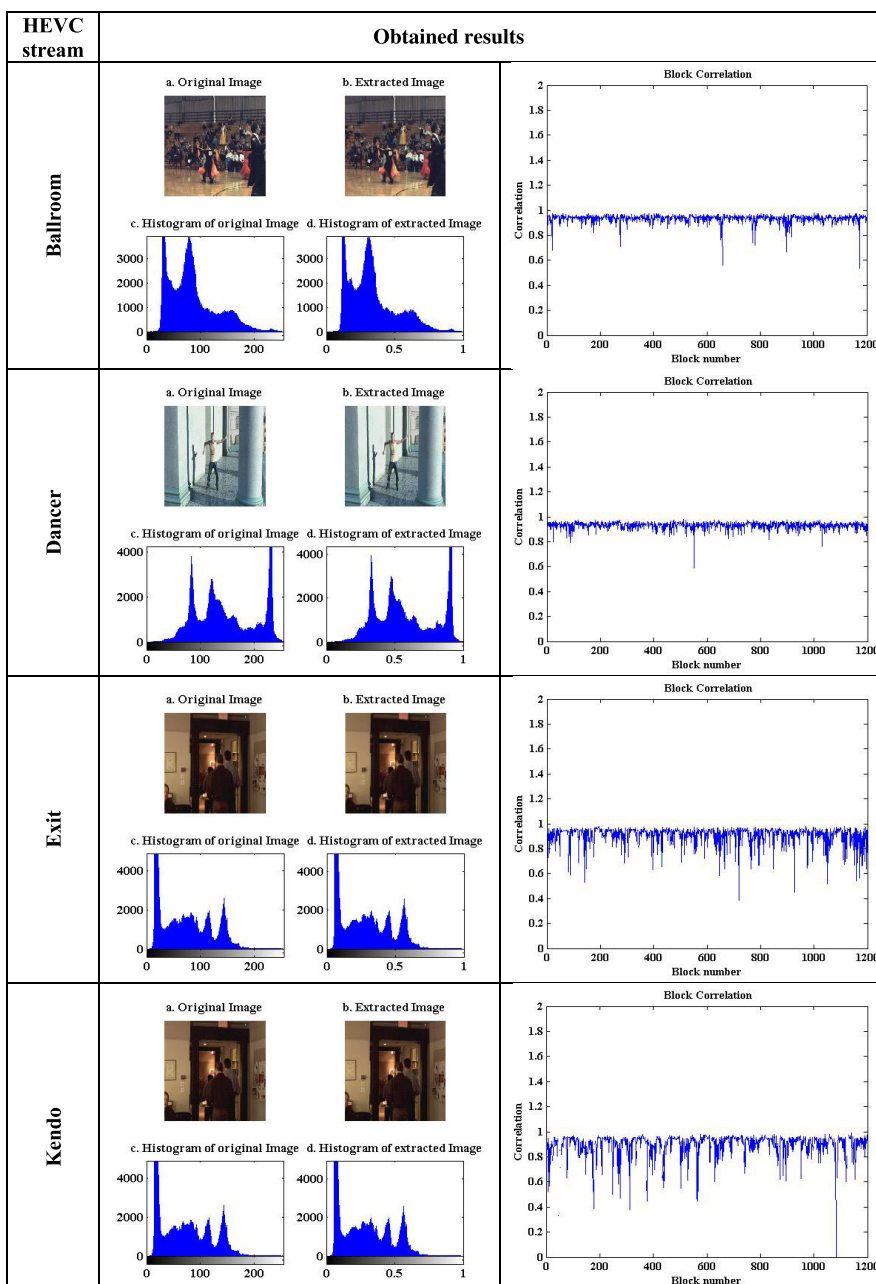 HEVC stream
Obtained results
Ballroom
a. Original Image
b. Extracted Image
c. Histogram of original Image
d. Histogram of extracted Image
3000
2000
1000
0
0 100 200
3000
2000
1000
0
0 0.5 1
Block Correlation
Correlation
2
1.8
1.6
1.4
1.2
1
0.8
0.6
0.4
0.2
0
0 200 400 600 800 1000 1200
Block number
Dancer
a. Original Image
b. Extracted Image
c. Histogram of original Image
d. Histogram of extracted Image
4000
2000
0
0 100 200
4000
2000
0
0 0.5 1
Block Correlation
Correlation
2
1.8
1.6
1.4
1.2
1
0.8
0.6
0.4
0.2
0
0 200 400 600 800 1000 1200
Block number
Exit
a. Original Image
b. Extracted Image
c. Histogram of original Image
d. Histogram of extracted Image
4000
2000
0
0 100 200
4000
2000
0
0 0.5 1
Block Correlation
Correlation
2
1.8
1.6
1.4
1.2
1
0.8
0.6
0.4
0.2
0
0 200 400 600 800 1000 1200
Block number
Kendo
a. Original Image
b. Extracted Image
c. Histogram of original Image
d. Histogram of extracted Image
4000
2000
0
0 100 200
4000
2000
0
0 0.5 1
Block Correlation
Correlation
2
1.8
1.6
1.4
1.2
1
0.8
0.6
0.4
0.2
0
0 200 400 600 800 1000 1200
Block number